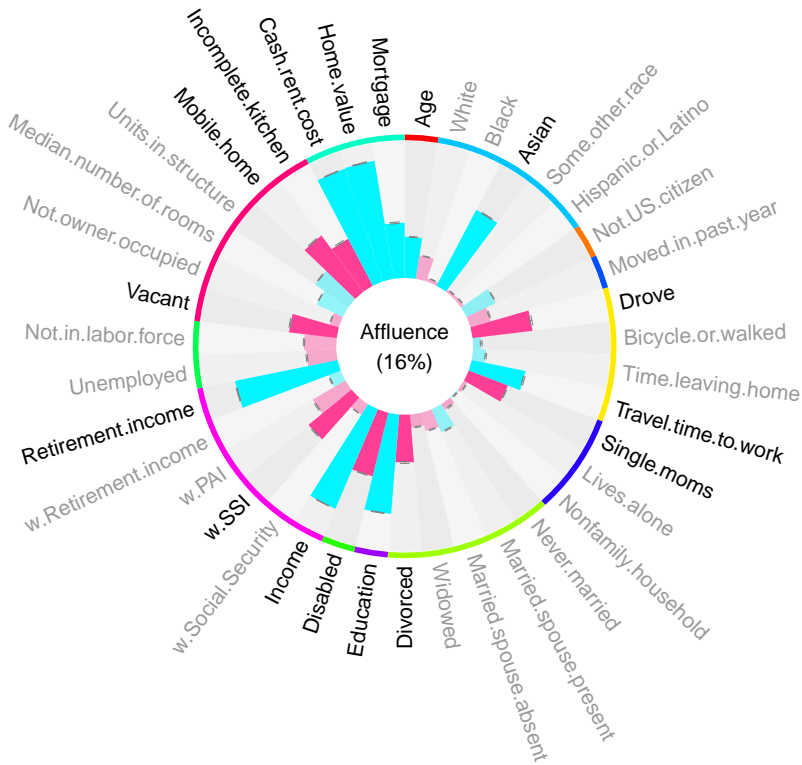 Affluence
(16%)
Age
White
Black
Asian
Some.other.race
Hispanic.or.Latino
Not.US.citizen
Moved.in.past.year
Drove
Bicycle.or.walked
Time.leaving.home
Travel.time.to.work
Single.moms
Lives.alone
Nonfamily.household
Never.married
Married.spouse.present
Married.spouse.absent
Widowed
Divorced
Education
Disabled
Income
w.Social.Security
w.SSI
w.PAI
w.Retirement.income
Retirement.income
Unemployed
Not.in.labor.force
Vacant
Not.owner.occupied
Median.number.of.rooms
Units.in.structure
Mobile.home
Incomplete.kitchen
Cash.rent.cost
Home.value
Mortgage